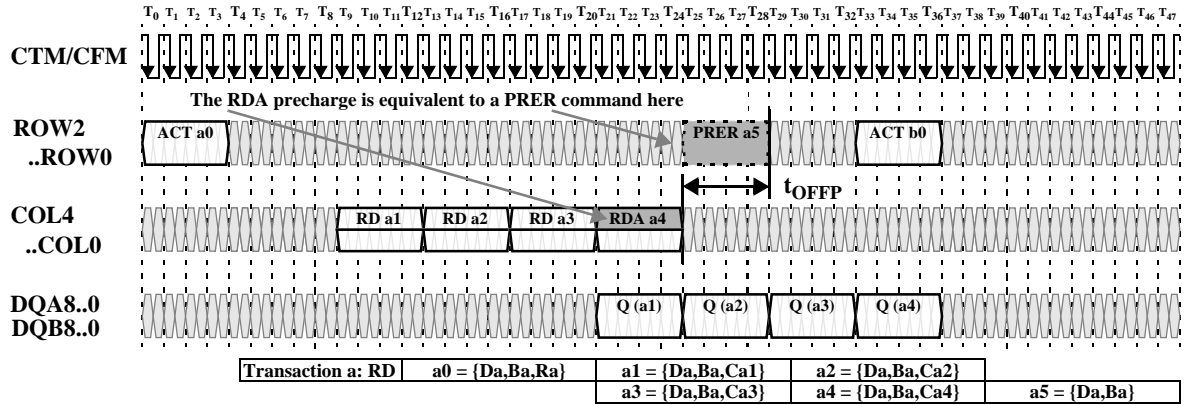 T0 T1 T2 T3 T4 T5 T6 T7 T8 T9 T10 T11 T12 T13 T14 T15 T16 T17 T18 T19 T20 T21 T22 T23 T24 T25 T26 T27 T28 T29 T30 T31 T32 T33 T34 T35 T36 T37 T38 T39 T40 T41 T42 T43 T44 T45 T46 T47
CTM/CFM
The RDA precharge is equivalent to a PRER command here
ROW2 ACT a0 PRER a5 ACT b0
..ROW0
tOFFP
COL4 RD a1 RD a2 RD a3 RDA a4
..COL0
DQA8..0 Q (a1) Q (a2) Q (a3) Q (a4)
DQB8..0
Transaction a: RD a0 = {Da,Ba,Ra} a1 = {Da,Ba,Ca1} a2 = {Da,Ba,Ca2}
a3 = {Da,Ba,Ca3} a4 = {Da,Ba,Ca4} a5 = {Da,Ba}